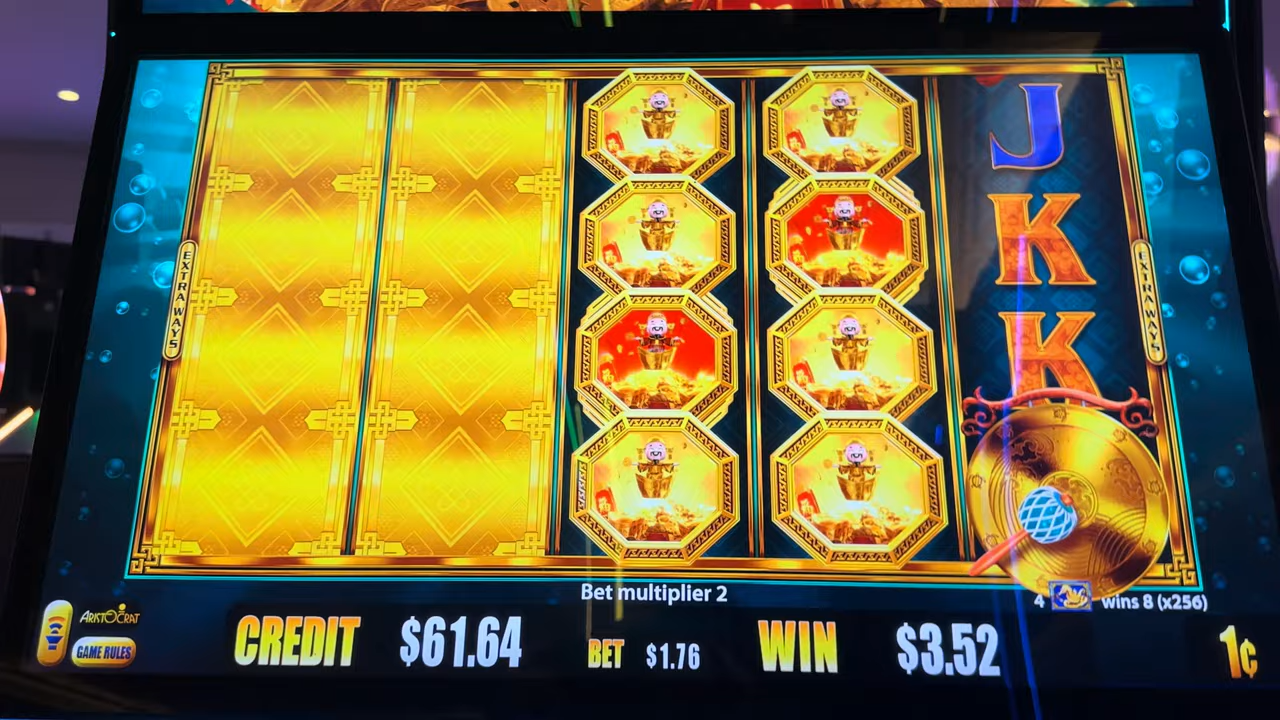 J
K
K
EXTRA WAYS
EXTRA WAYS
Bet multiplier 2
4 wins 8 (x256)
ARISTOCRAT
GAME RULES
CREDIT $61.64 BET $1.76 WIN $3.52 1¢